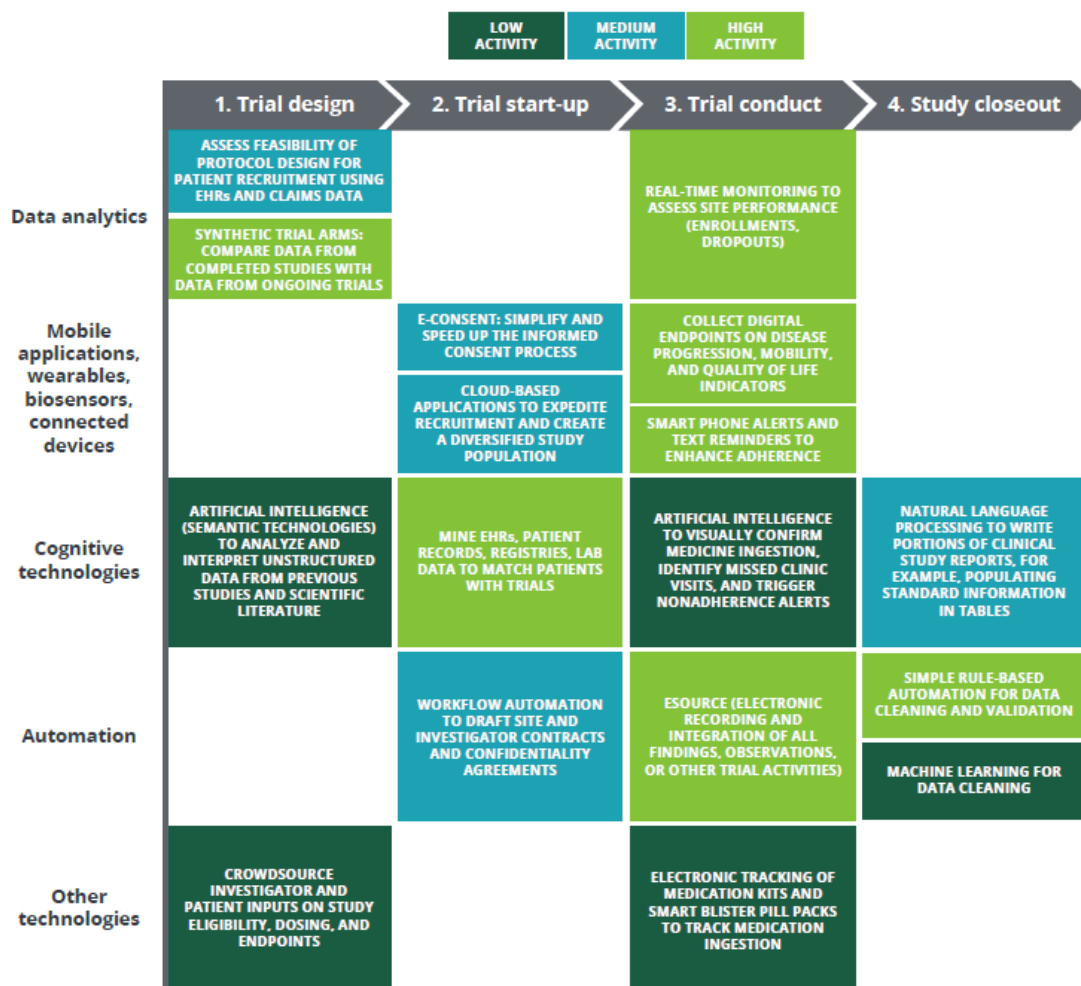 LOW
ACTIVITY
MEDIUM
ACTIVITY
HIGH
ACTIVITY
1. Trial design
2. Trial start-up
3. Trial conduct
4. Study closeout
Data analytics
ASSESS FEASIBILITY OF
PROTOCOL DESIGN FOR
PATIENT RECRUITMENT USING
EHRs AND CLAIMS DATA
SYNTHETIC TRIAL ARMS:
COMPARE DATA FROM
COMPLETED STUDIES WITH
DATA FROM ONGOING TRIALS
REAL-TIME MONITORING TO
ASSESS SITE PERFORMANCE
(ENROLLMENTS,
DROPOUTS)
Mobile
applications,
wearables,
biosensors,
connected
devices
E-CONSENT: SIMPLIFY AND
SPEED UP THE INFORMED
CONSENT PROCESS
CLOUD-BASED
APPLICATIONS TO EXPEDITE
RECRUITMENT AND CREATE
A DIVERSIFIED STUDY
POPULATION
COLLECT DIGITAL
ENDPOINTS ON DISEASE
PROGRESSION, MOBILITY,
AND QUALITY OF LIFE
INDICATORS
SMART PHONE ALERTS AND
TEXT REMINDERS TO
ENHANCE ADHERENCE
Cognitive
technologies
ARTIFICIAL INTELLIGENCE
(SEMANTIC TECHNOLOGIES)
TO ANALYZE AND
INTERPRET UNSTRUCTURED
DATA FROM PREVIOUS
STUDIES AND SCIENTIFIC
LITERATURE
MINE EHRs, PATIENT
RECORDS, REGISTRIES, LAB
DATA TO MATCH PATIENTS
WITH TRIALS
ARTIFICIAL INTELLIGENCE
TO VISUALLY CONFIRM
MEDICINE INGESTION,
IDENTIFY MISSED CLINIC
VISITS, AND TRIGGER
NONADHERENCE ALERTS
NATURAL LANGUAGE
PROCESSING TO WRITE
PORTIONS OF CLINICAL
STUDY REPORTS, FOR
EXAMPLE, POPULATING
STANDARD INFORMATION
IN TABLES
Automation
WORKFLOW AUTOMATION
TO DRAFT SITE AND
INVESTIGATOR CONTRACTS
AND CONFIDENTIALITY
AGREEMENTS
ESOURCE (ELECTRONIC
RECORDING AND
INTEGRATION OF ALL
FINDINGS, OBSERVATIONS,
OR OTHER TRIAL ACTIVITIES)
SIMPLE RULE-BASED
AUTOMATION FOR DATA
CLEANING AND VALIDATION
MACHINE LEARNING FOR
DATA CLEANING
Other
technologies
CROWDSOURCE
INVESTIGATOR AND
PATIENT INPUTS ON STUDY
ELIGIBILITY, DOSING, AND
ENDPOINTS
ELECTRONIC TRACKING OF
MEDICATION KITS AND
SMART BLISTER PILL PACKS
TO TRACK MEDICATION
INGESTION